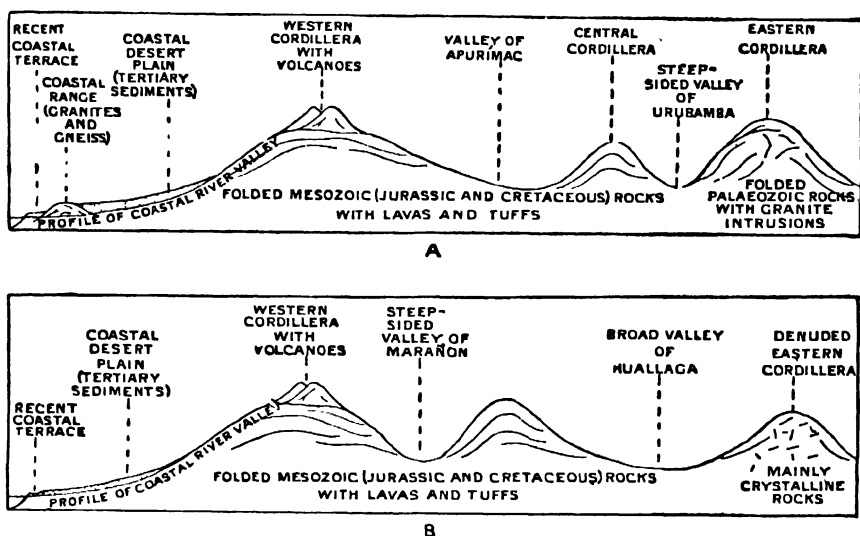 RECENT
COASTAL
TERRACE
COASTAL
RANGE
(GRANITES
AND
GNEISS)
COASTAL
DESERT
PLAIN
(TERTIARY
SEDIMENTS)
WESTERN
CORDILLERA
WITH
VOLCANOES
VALLEY OF
APURIMAC
CENTRAL
CORDILLERA
STEEP-
SIDED VALLEY
OF
URUBAMBA
EASTERN
CORDILLERA
PROFILE OF COASTAL RIVER VALLEY
FOLDED MESOZOIC (JURASSIC AND CRETACEOUS) ROCKS
WITH LAVAS AND TUFFS
FOLDED
PALAEOZOIC ROCKS
WITH GRANITE
INTRUSIONS
A
RECENT
COASTAL
TERRACE
COASTAL
DESERT
PLAIN
(TERTIARY
SEDIMENTS)
WESTERN
CORDILLERA
WITH
VOLCANOES
STEEP-
SIDED
VALLEY OF
MARAÑON
BROAD VALLEY
OF
HUALLAGA
DENUDED
EASTERN
CORDILLERA
PROFILE OF COASTAL RIVER VALLEY
FOLDED MESOZOIC (JURASSIC AND CRETACEOUS) ROCKS
WITH LAVAS AND TUFFS
MAINLY
CRYSTALLINE
ROCKS
B